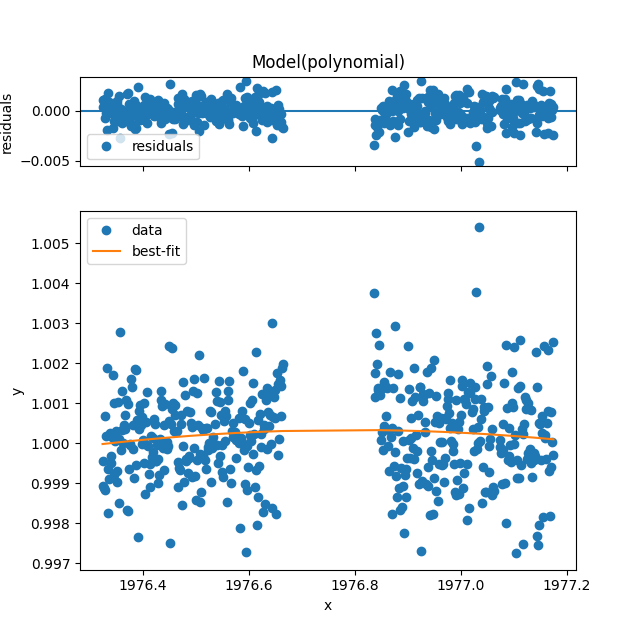 Model(polynomial)
residuals
0.000
−0.005
residuals
y
1.005
1.004
1.003
1.002
1.001
1.000
0.999
0.998
0.997
data
best-fit
1976.4
1976.6
1976.8
1977.0
1977.2
x